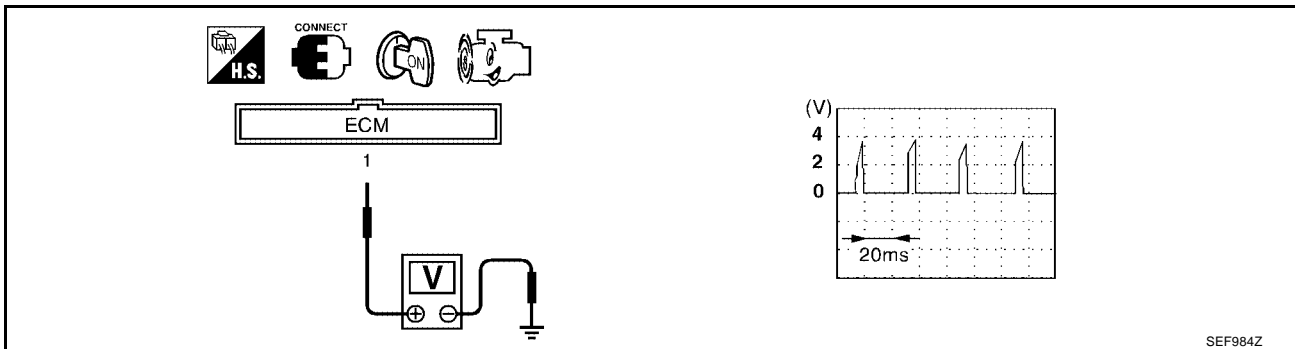 CONNECT
H.S.
ON
ECM
1
V
+ −
(V)
4
2
0
20ms
SEF984Z